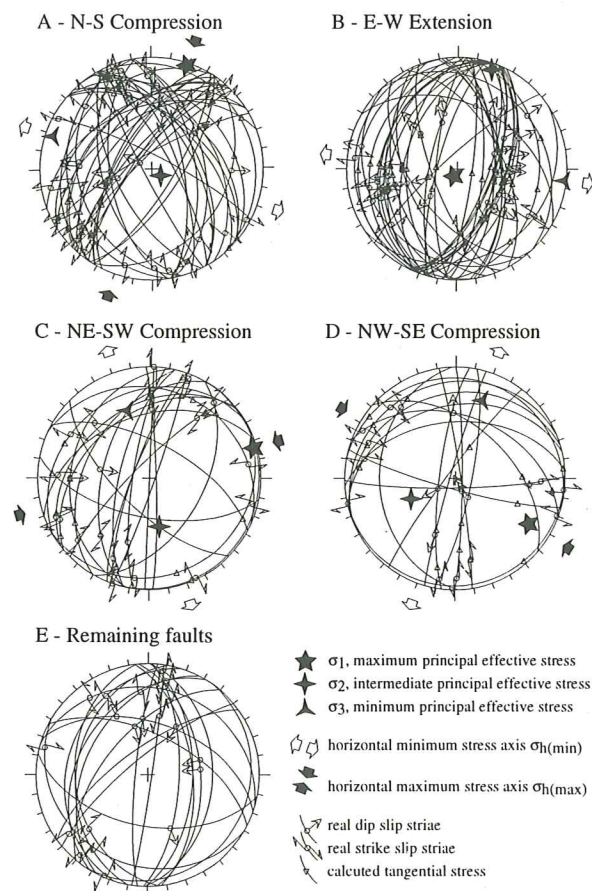 A - N-S Compression
B - E-W Extension
C - NE-SW Compression
D - NW-SE Compression
E - Remaining faults
σ1, maximum principal effective stress
σ2, intermediate principal effective stress
σ3, minimum principal effective stress
horizontal minimum stress axis σh(min)
horizontal maximum stress axis σh(max)
real dip slip striae
real strike slip striae
calcuted tangential stress